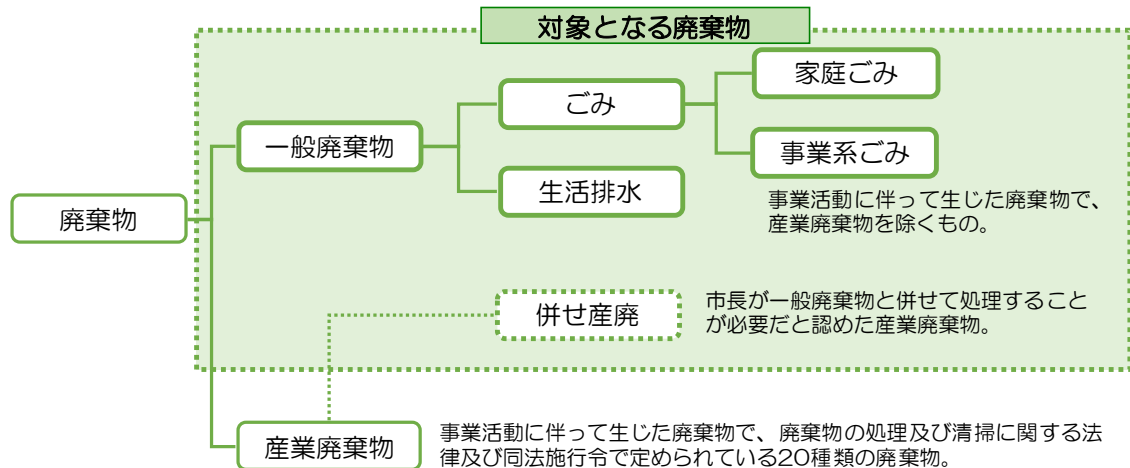 対象となる廃棄物
家庭ごみ
ごみ
一般廃棄物
事業系ごみ
生活排水
事業活動に伴って生じた廃棄物で、
産業廃棄物を除くもの。
廃棄物
併せ産廃
市長が一般廃棄物と併せて処理すること
が必要だと認めた産業廃棄物。
産業廃棄物
事業活動に伴って生じた廃棄物で、廃棄物の処理及び清掃に関する法
律及び同法施行令で定められている20種類の廃棄物。